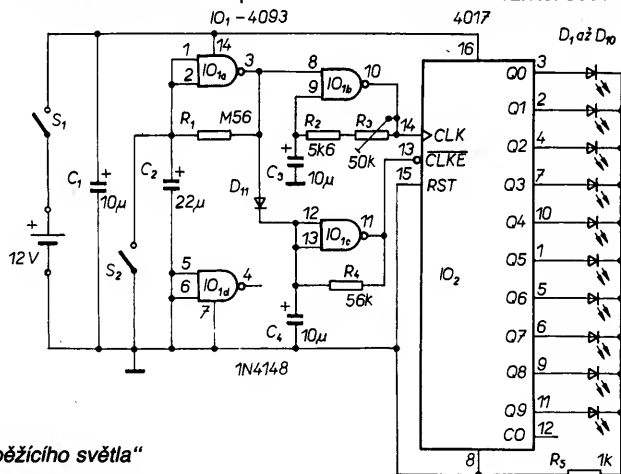 IO₁-4093
4017
D₁ až D₁₀
14
16
1
2
IO₁ₐ
3
8
9
IO₁b
10
R₁
M56
R₂
5k6
R₃
50k
14
CLK
13
CLKE
15
RST
IO₂
Q0
3
Q1
2
Q2
4
Q3
7
Q4
10
Q5
1
Q6
5
Q7
6
Q8
9
Q9
11
CO
12
8
S₁
+
12V
C₁
+
10μ
S₂
C₂
+
22μ
C₃
+
10μ
D₁₁
12
13
IO₁c
11
R₄
56k
5
6
IO₁d
4
7
C₄
+
10μ
1N4148
R₅
1k
ěžícího světla“